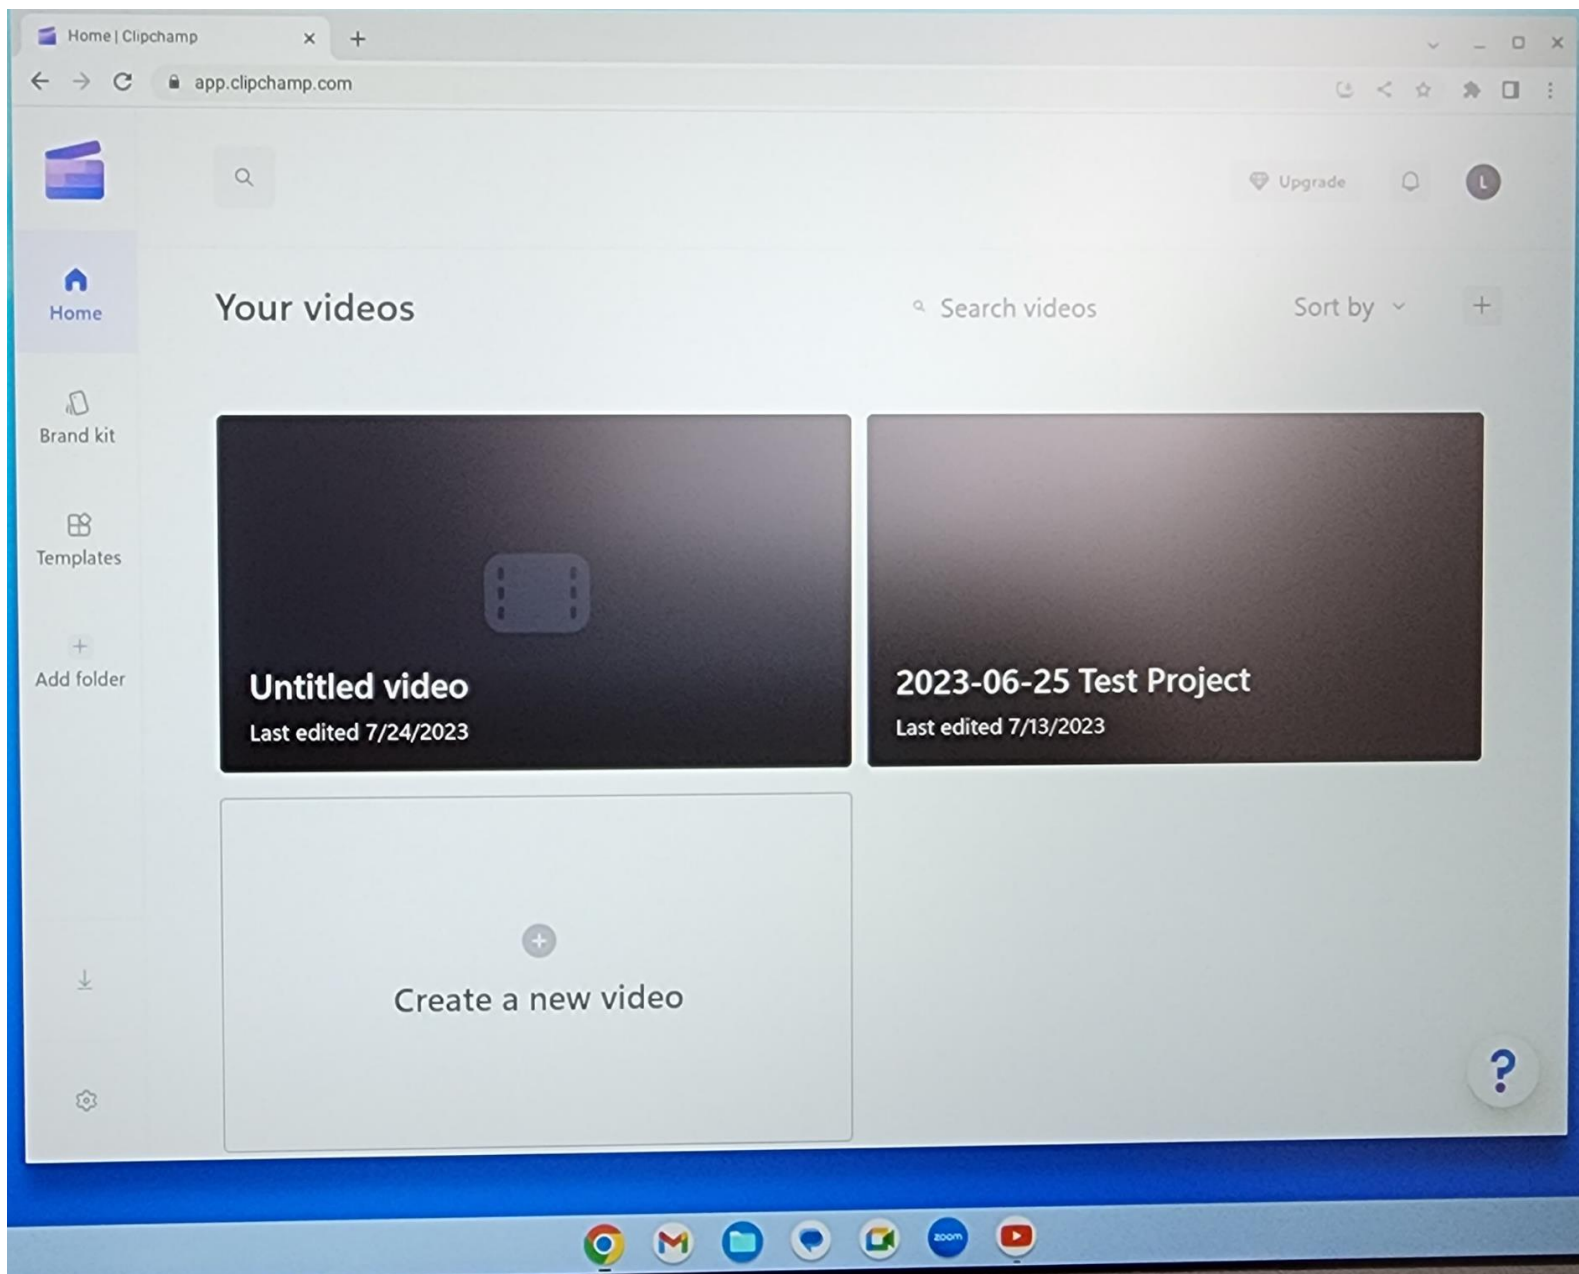 Home | Clipchamp
app.clipchamp.com
Upgrade
L
Home
Your videos
Search videos
Sort by
Brand kit
Templates
Add folder
Untitled video
Last edited 7/24/2023
2023-06-25 Test Project
Last edited 7/13/2023
Create a new video
?
zoom